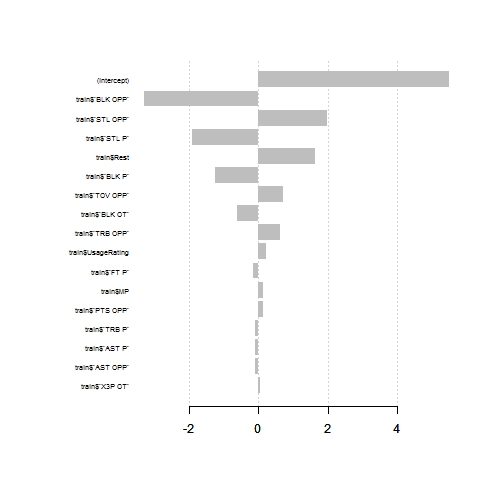 (Intercept)
train$`BLK OPP`
train$`STL OPP`
train$`STL P`
train$Rest
train$`BLK P`
train$`TOV OPP`
train$`BLK OT`
train$`TRB OPP`
train$UsageRating
train$`FT P`
train$MP
train$`PTS OPP`
train$`TRB P`
train$`AST P`
train$`AST OPP`
train$`X3P OT`
-2 0 2 4